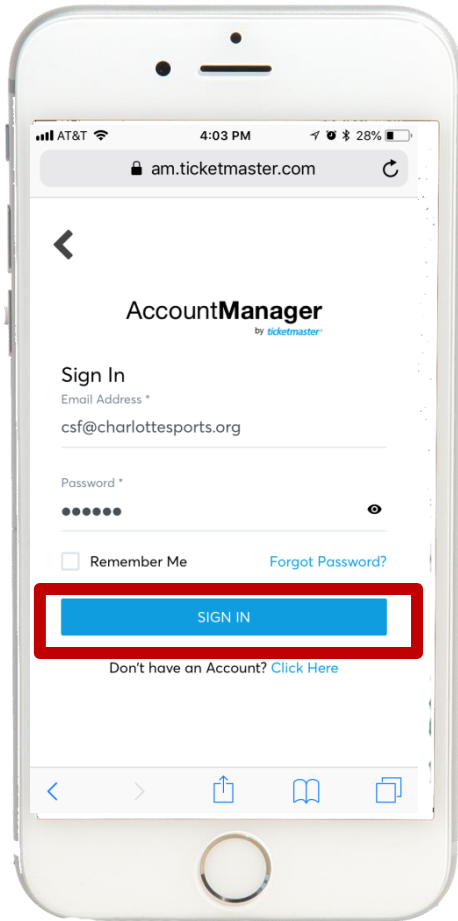 AT&T 4:03 PM 28%
am.ticketmaster.com
AccountManager
by ticketmaster
Sign In
Email Address *
csf@charlottesports.org
Password *
••••••
Remember Me Forgot Password?
SIGN IN
Don't have an Account? Click Here